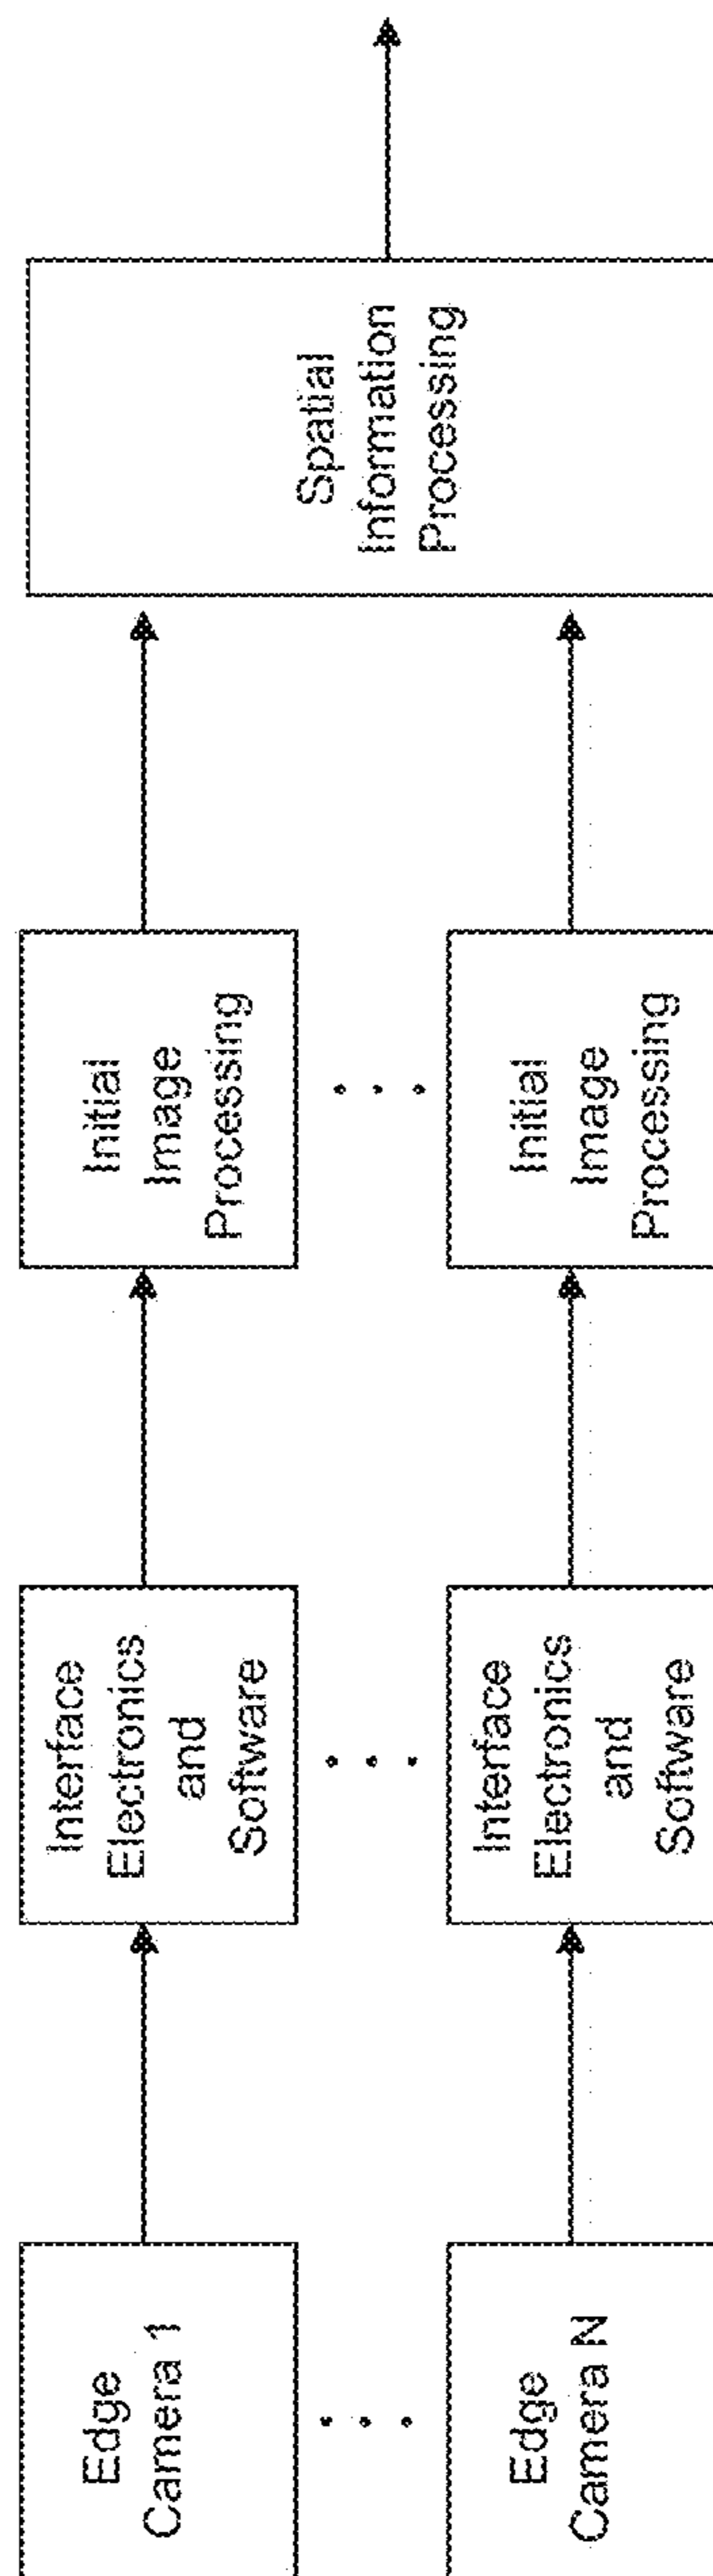 Edge
Camera 1
Interface
Electronics
and
Software
Initial
Image
Processing
Edge
Camera N
Interface
Electronics
and
Software
Initial
Image
Processing
Spatial
Information
Processing